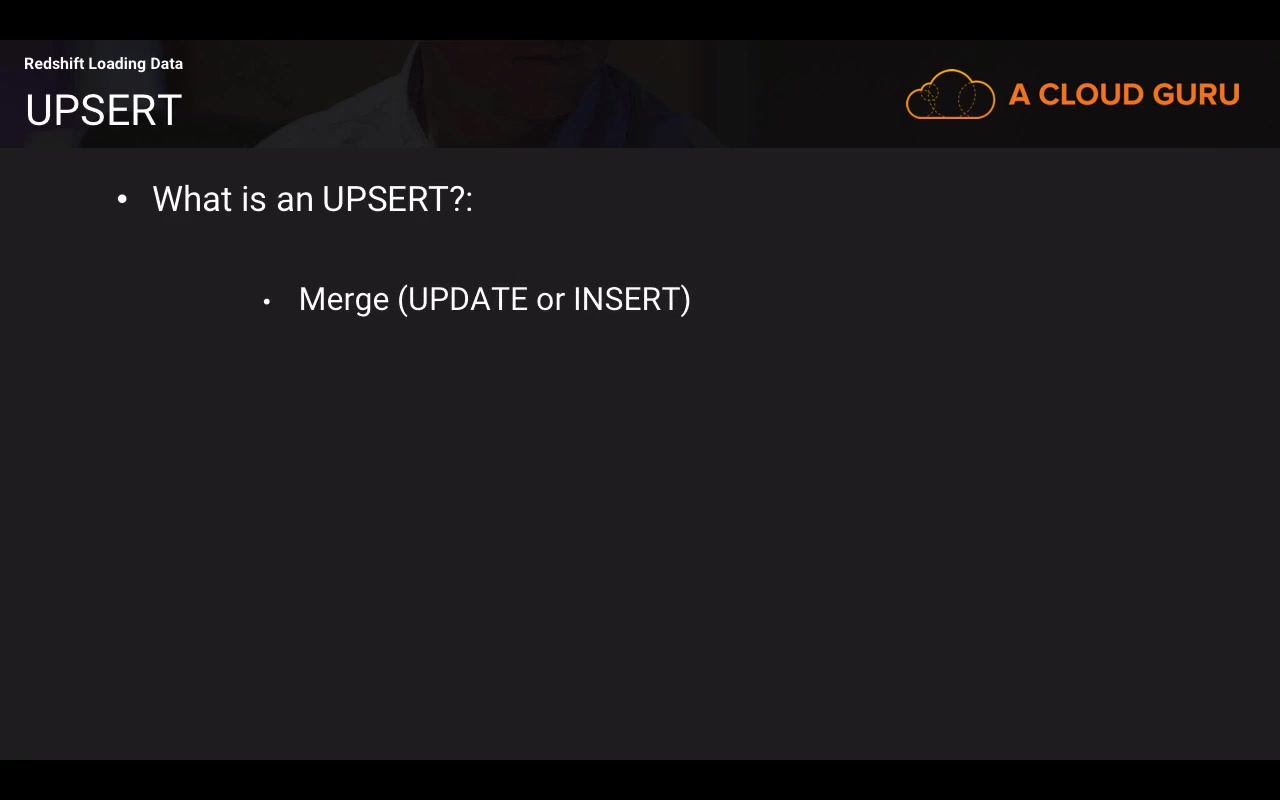 Redshift Loading Data
UPSERT
A CLOUD GURU
• What is an UPSERT?:
• Merge (UPDATE or INSERT)